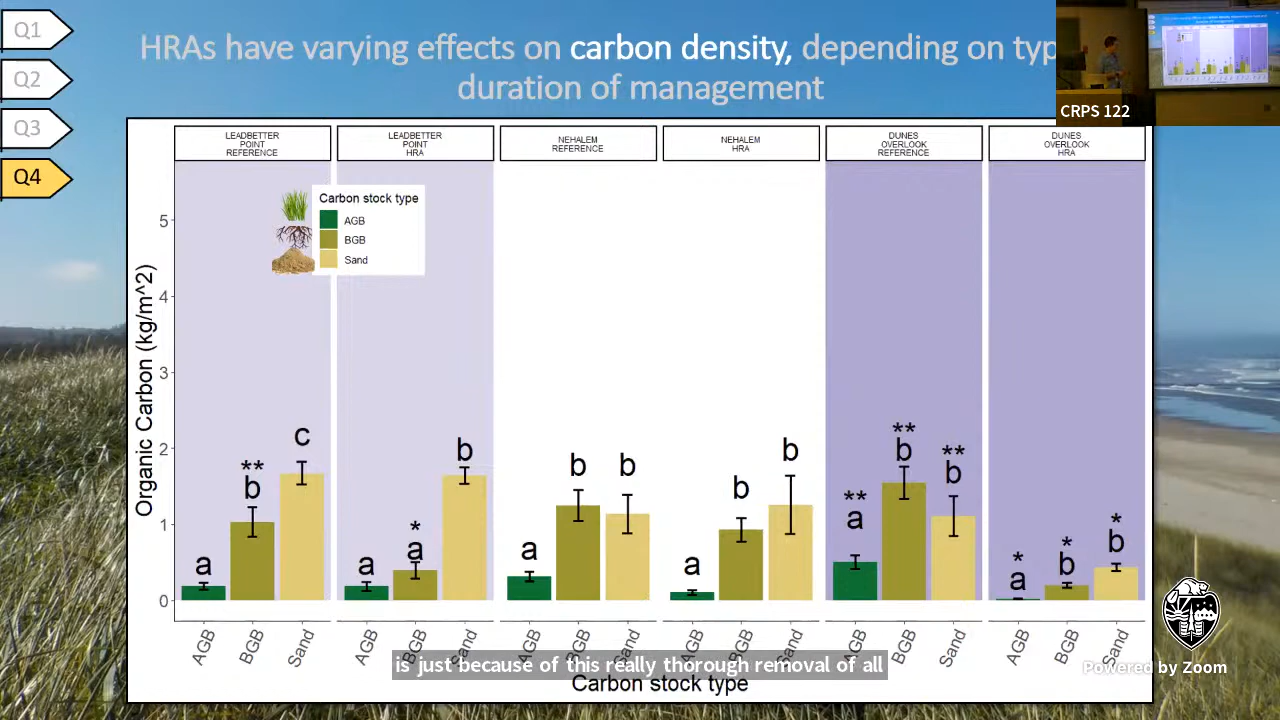 Q1
Q2
Q3
Q4
HRAs have varying effects on carbon density, depending on typ
duration of management
CRPS 122
LEADBETTER
POINT
REFERENCE
LEADBETTER
POINT
HRA
NEHALEM
REFERENCE
NEHALEM
HRA
DUNES
OVERLOOK
REFERENCE
DUNES
OVERLOOK
HRA
Carbon stock type
AGB
BGB
Sand
Organic Carbon (kg/m^2)
5
4
3
2
1
0
a
**
b
c
a
*
a
b
a
b
b
a
b
b
**
a
**
b
**
b
*
a
*
b
*
b
AGB
BGB
Sand
AGB
BGB
Sand
AGB
BGB
Sand
AGB
BGB
Sand
AGB
BGB
Sand
AGB
BGB
Sand
is just because of this really thorough removal of all
Carbon stock type
Powered by Zoom